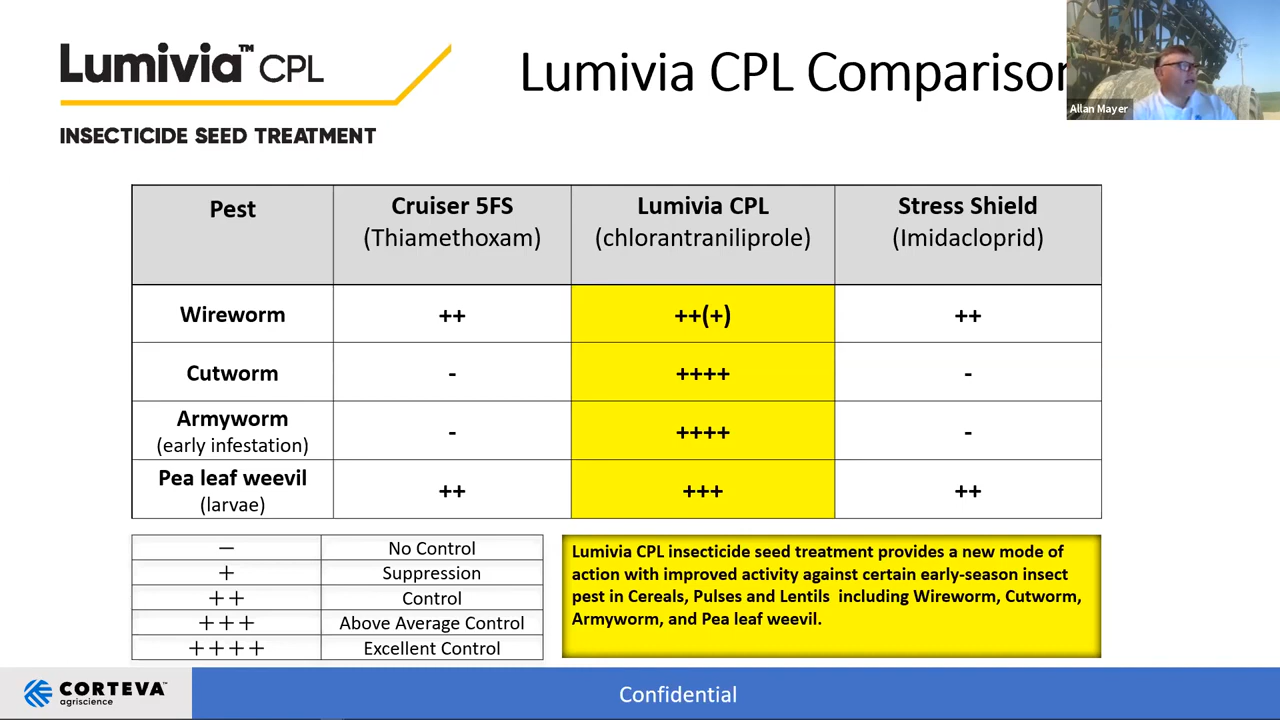 Lumivia™ CPL
INSECTICIDE SEED TREATMENT
Lumivia CPL Comparison
Allan Mayer
Pest
Cruiser 5FS
(Thiamethoxam)
Lumivia CPL
(chlorantraniliprole)
Stress Shield
(Imidacloprid)
Wireworm
++
++(+)
++
Cutworm
-
++++
-
Armyworm
(early infestation)
-
++++
-
Pea leaf weevil
(larvae)
++
+++
++
— No Control
+ Suppression
++ Control
+++ Above Average Control
++++ Excellent Control
Lumivia CPL insecticide seed treatment provides a new mode of
action with improved activity against certain early-season insect
pest in Cereals, Pulses and Lentils including Wireworm, Cutworm,
Armyworm, and Pea leaf weevil.
CORTEVA™
agriscience
Confidential